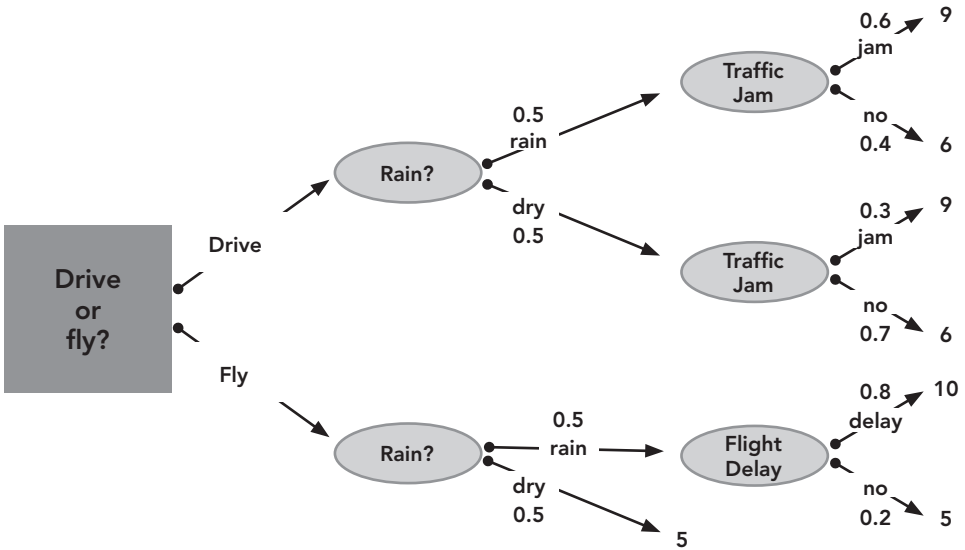 Drive
or
fly?
Drive
Fly
Rain?
0.5
rain
dry
0.5
Traffic
Jam
0.6
jam
9
no
0.4
6
Traffic
Jam
0.3
jam
9
no
0.7
6
Rain?
0.5
rain
dry
0.5
5
Flight
Delay
0.8
delay
10
no
0.2
5